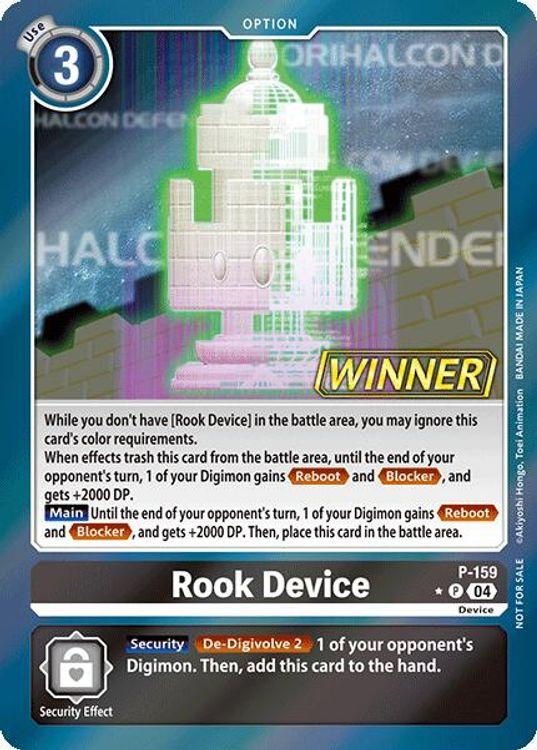 OPTION
Use
3
ORIHALCON D
HALCON DEFEND
HALCON DEFENDER
WINNER
While you don't have [Rook Device] in the battle area, you may ignore this
card's color requirements.
When effects trash this card from the battle area, until the end of your
opponent's turn, 1 of your Digimon gains Reboot and Blocker, and
gets +2000 DP.
Main Until the end of your opponent's turn, 1 of your Digimon gains Reboot
and Blocker, and gets +2000 DP. Then, place this card in the battle area.
©Akiyoshi Hongo, Toei Animation BANDAI MADE IN JAPAN
NOT FOR SALE
Rook Device
P-159
P 04
Device
Security De-Digivolve 2 1 of your opponent's
Digimon. Then, add this card to the hand.
Security Effect